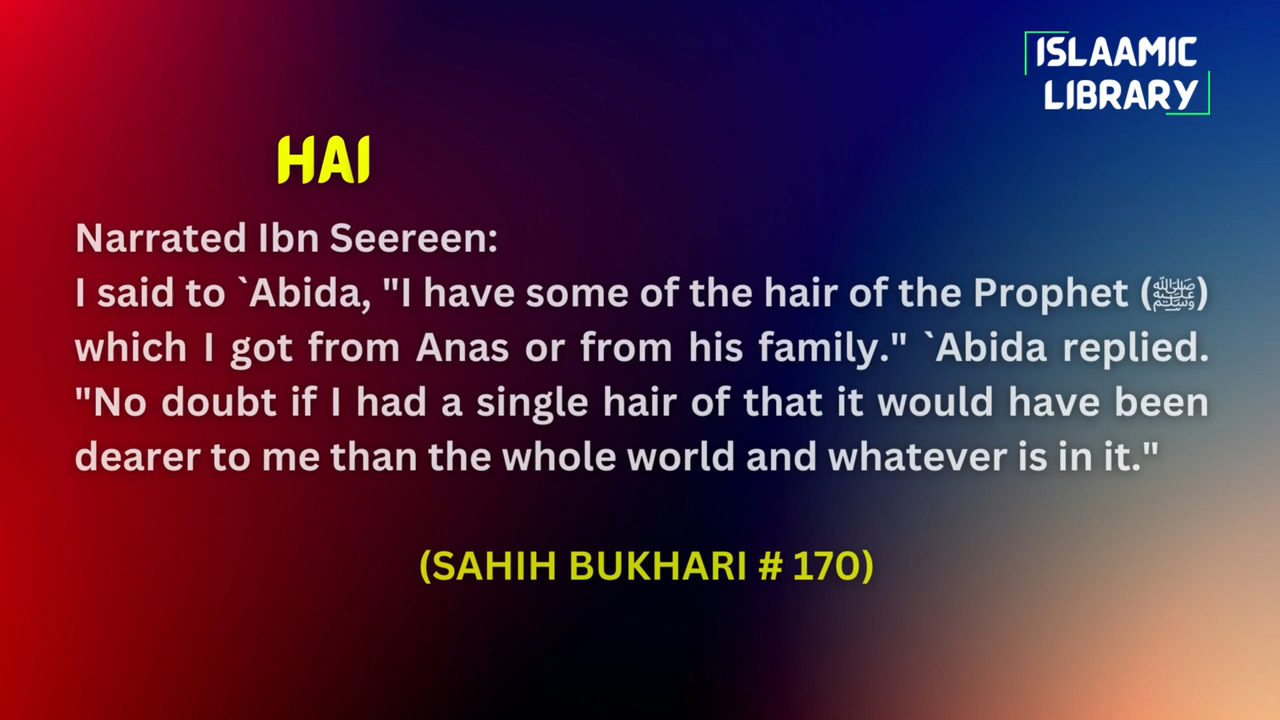 ISLAAMIC
LIBRARY
HAI
Narrated Ibn Seereen:
I said to `Abida, "I have some of the hair of the Prophet (ﷺ)
which I got from Anas or from his family." `Abida replied.
"No doubt if I had a single hair of that it would have been
dearer to me than the whole world and whatever is in it."
(SAHIH BUKHARI # 170)